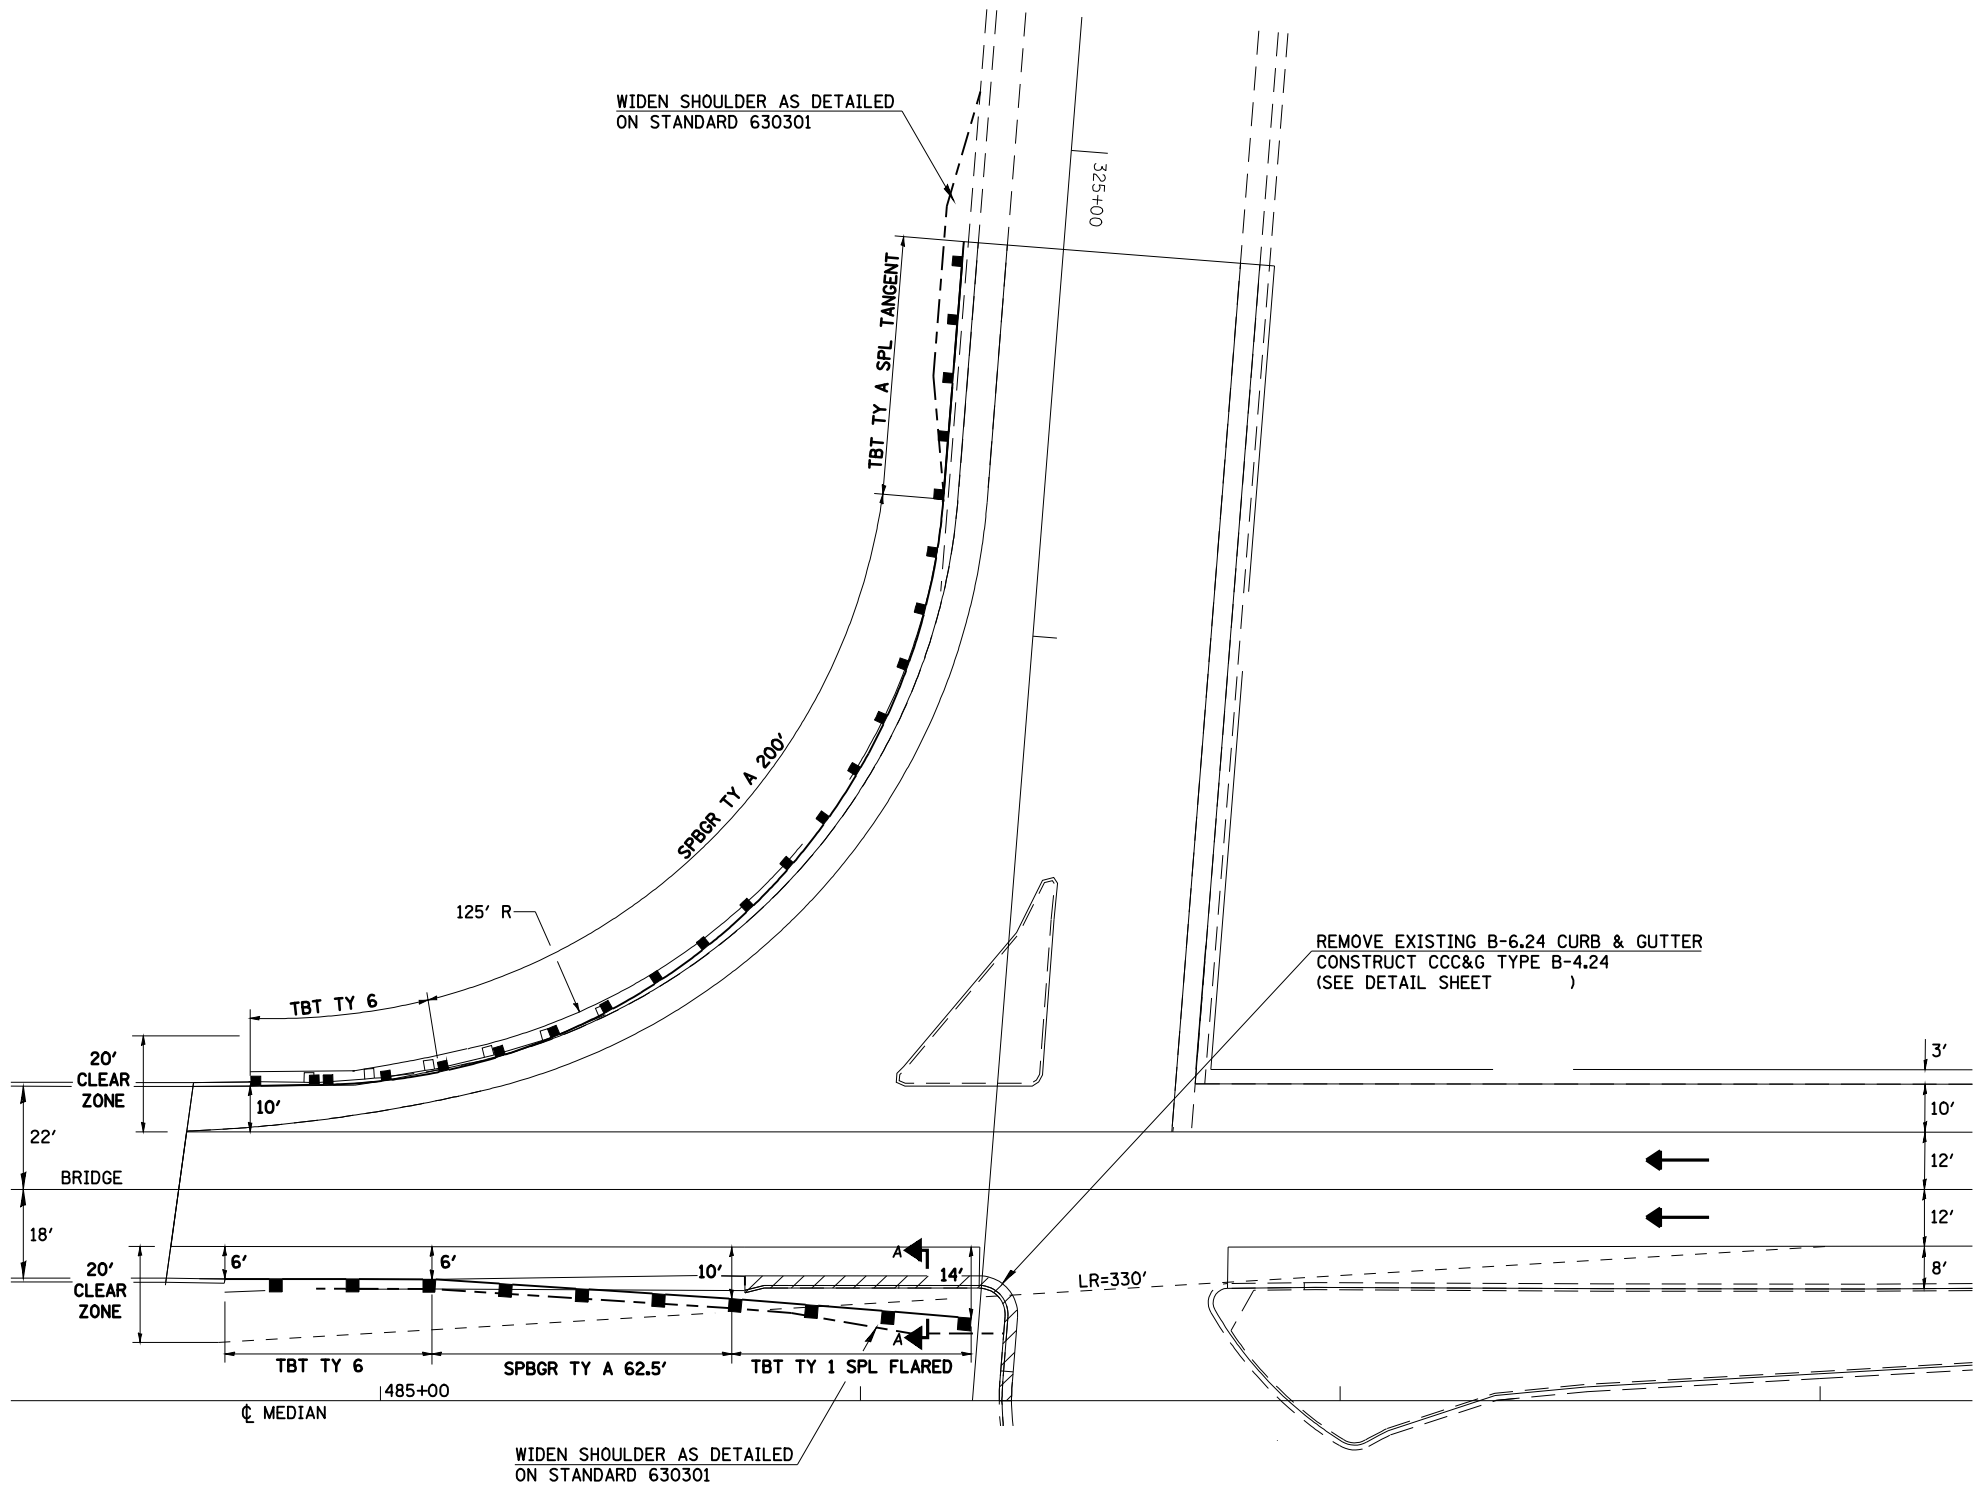 WIDEN SHOULDER AS DETAILED
ON STANDARD 630301
325+00
TBT TY A SPL TANGENT
SPBGR TY A 200'
125' R
REMOVE EXISTING B-6.24 CURB & GUTTER
CONSTRUCT CCC&G TYPE B-4.24
(SEE DETAIL SHEET )
TBT TY 6
20'
CLEAR
ZONE
10'
3'
10'
22'
BRIDGE
12'
18'
12'
6'
6'
10'
A
14'
LR=330'
8'
20'
CLEAR
ZONE
A
TBT TY 6
SPBGR TY A 62.5'
TBT TY 1 SPL FLARED
485+00
℄ MEDIAN
WIDEN SHOULDER AS DETAILED
ON STANDARD 630301